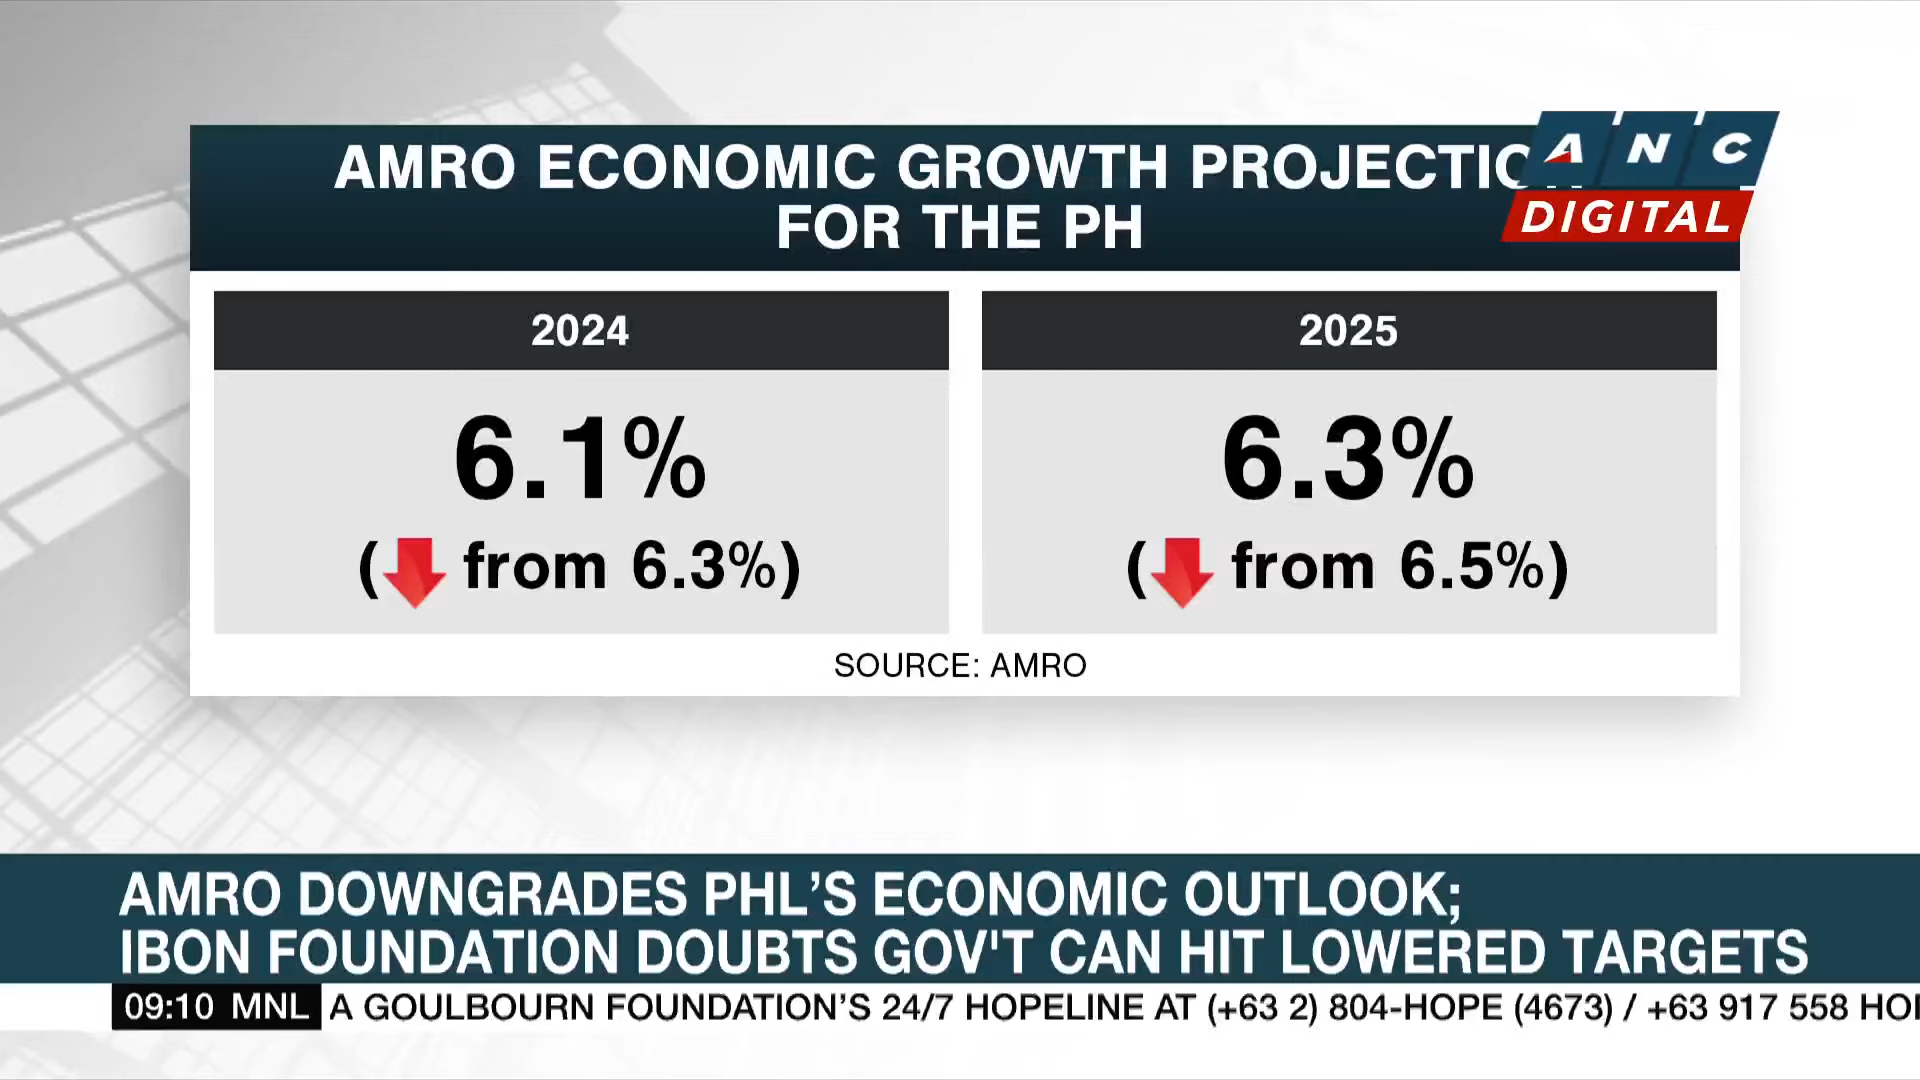 AMRO ECONOMIC GROWTH
FOR THE PH
ANC
DIGITAL
2024
6.1%
(from 6.3%)
2025
6.3%
(from 6.5%)
SOURCE: AMRO
AMRO DOWNGRADES PHL’S ECONOMIC OUTLOOK;
IBON FOUNDATION DOUBTS GOV'T CAN HIT LOWERED TARGETS
09:10 MNL
A GOULBOURN FOUNDATION’S 24/7 HOPELINE AT (+63 2) 804-HOPE (4673) / +63 917 558